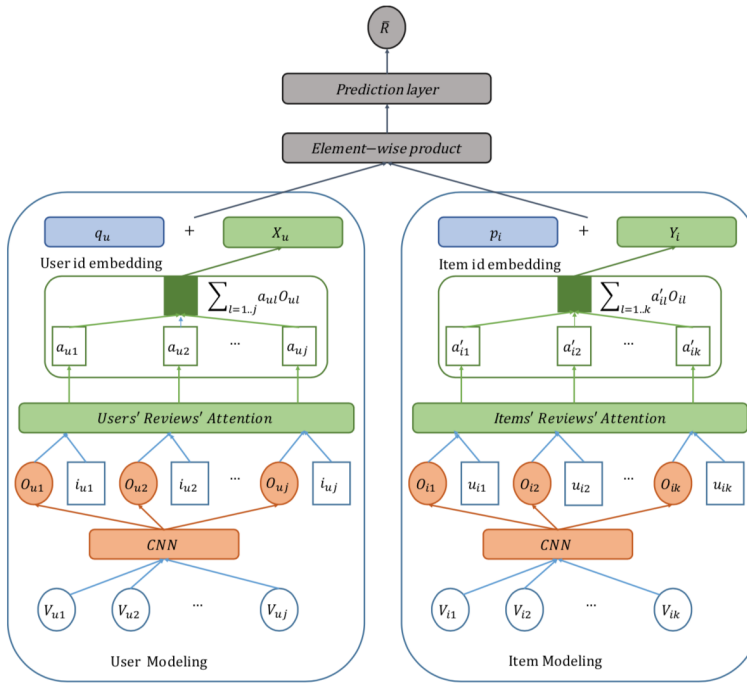 R̄
Prediction layer
Element−wise product
q_u + X_u
User id embedding
∑_{l=1..j} a_{ul}O_{ul}
a_{u1} a_{u2} ... a_{uj}
Users′ Reviews′ Attention
O_{u1} i_{u1} O_{u2} i_{u2} ... O_{uj} i_{uj}
CNN
V_{u1} V_{u2} ... V_{uj}
User Modeling
p_i + Y_i
Item id embedding
∑_{l=1..k} a′_{il}O_{il}
a′_{i1} a′_{i2} ... a′_{ik}
Items′ Reviews′ Attention
O_{i1} u_{i1} O_{i2} u_{i2} ... O_{ik} u_{ik}
CNN
V_{i1} V_{i2} ... V_{ik}
Item Modeling